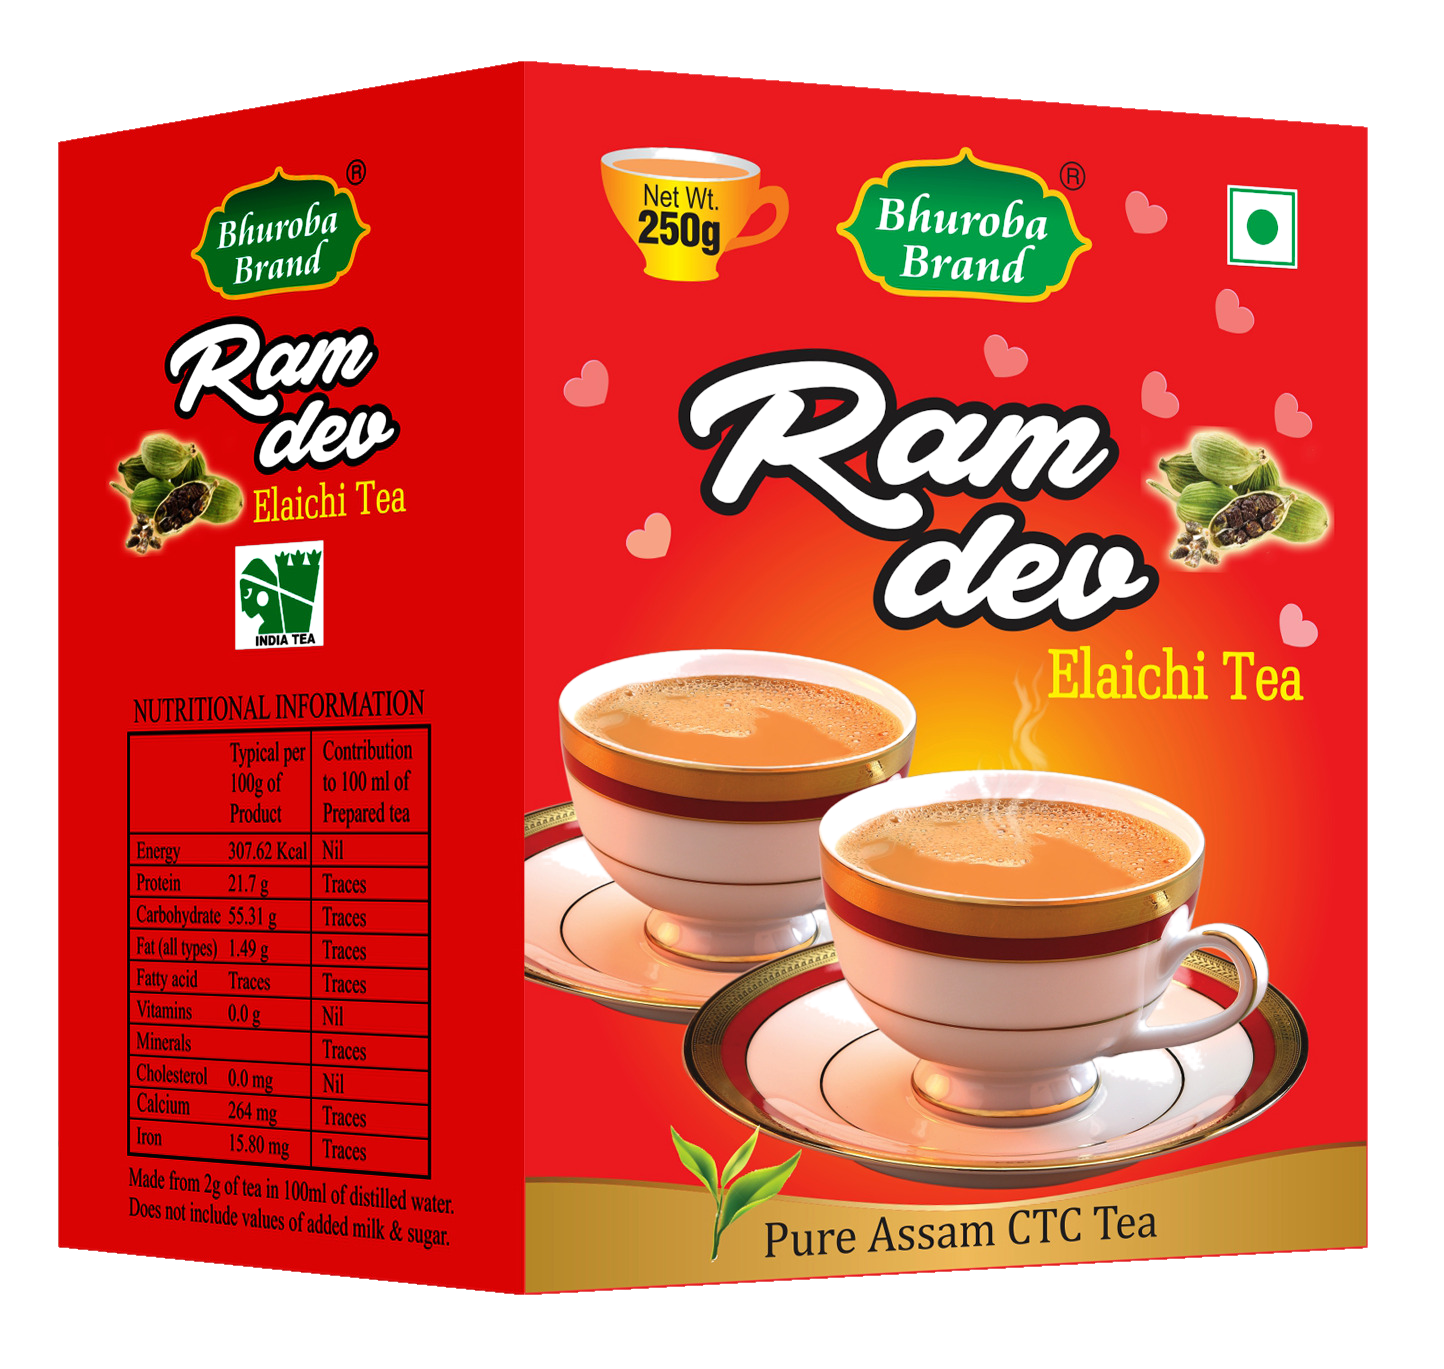 Bhuroba
Brand
®
Ram
dev
Elaichi Tea
INDIA TEA
NUTRITIONAL INFORMATION
Typical per 100g of Product Contribution to 100 ml of Prepared tea
Energy 307.62 Kcal Nil
Protein 21.7 g Traces
Carbohydrate 55.31 g Traces
Fat (all types) 1.49 g Traces
Fatty acid Traces Traces
Vitamins 0.0 g Nil
Minerals Traces
Cholesterol 0.0 mg Nil
Calcium 264 mg Traces
Iron 15.80 mg Traces
Made from 2g of tea in 100ml of distilled water.
Does not include values of added milk & sugar.
Net Wt.
250g
Bhuroba
Brand
®
Ram
dev
Elaichi Tea
Pure Assam CTC Tea